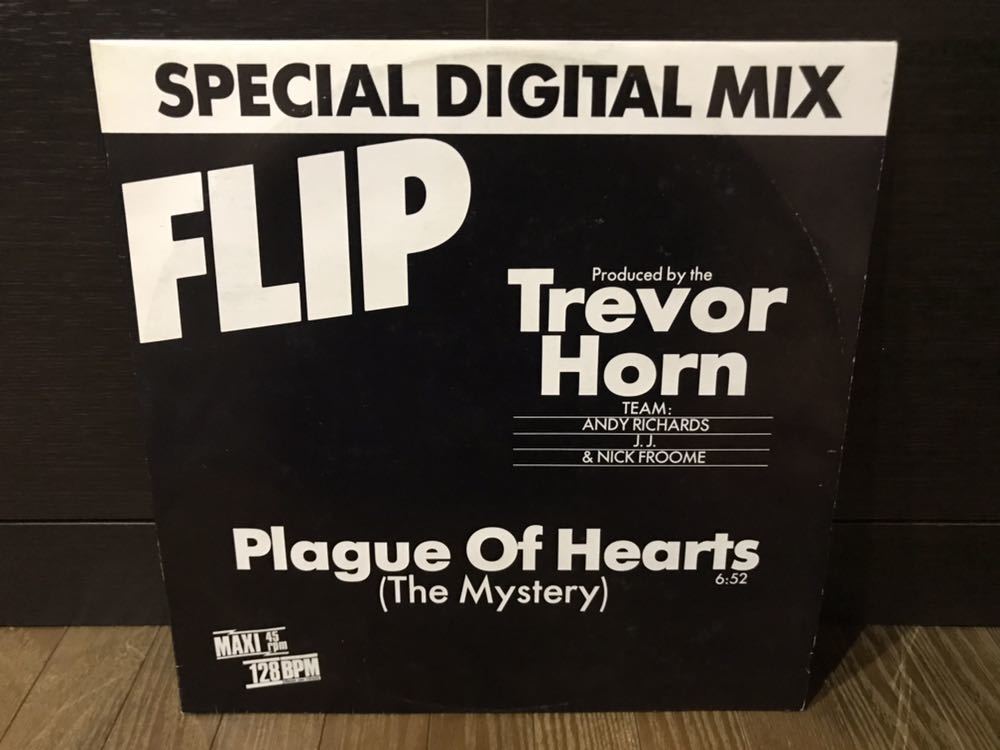 SPECIAL DIGITAL MIX
FLIP
Produced by the
Trevor
Horn
TEAM:
ANDY RICHARDS
J.J.
& NICK FROOME
Plague Of Hearts
6:52
(The Mystery)
MAXI 45 rpm
128 BPM